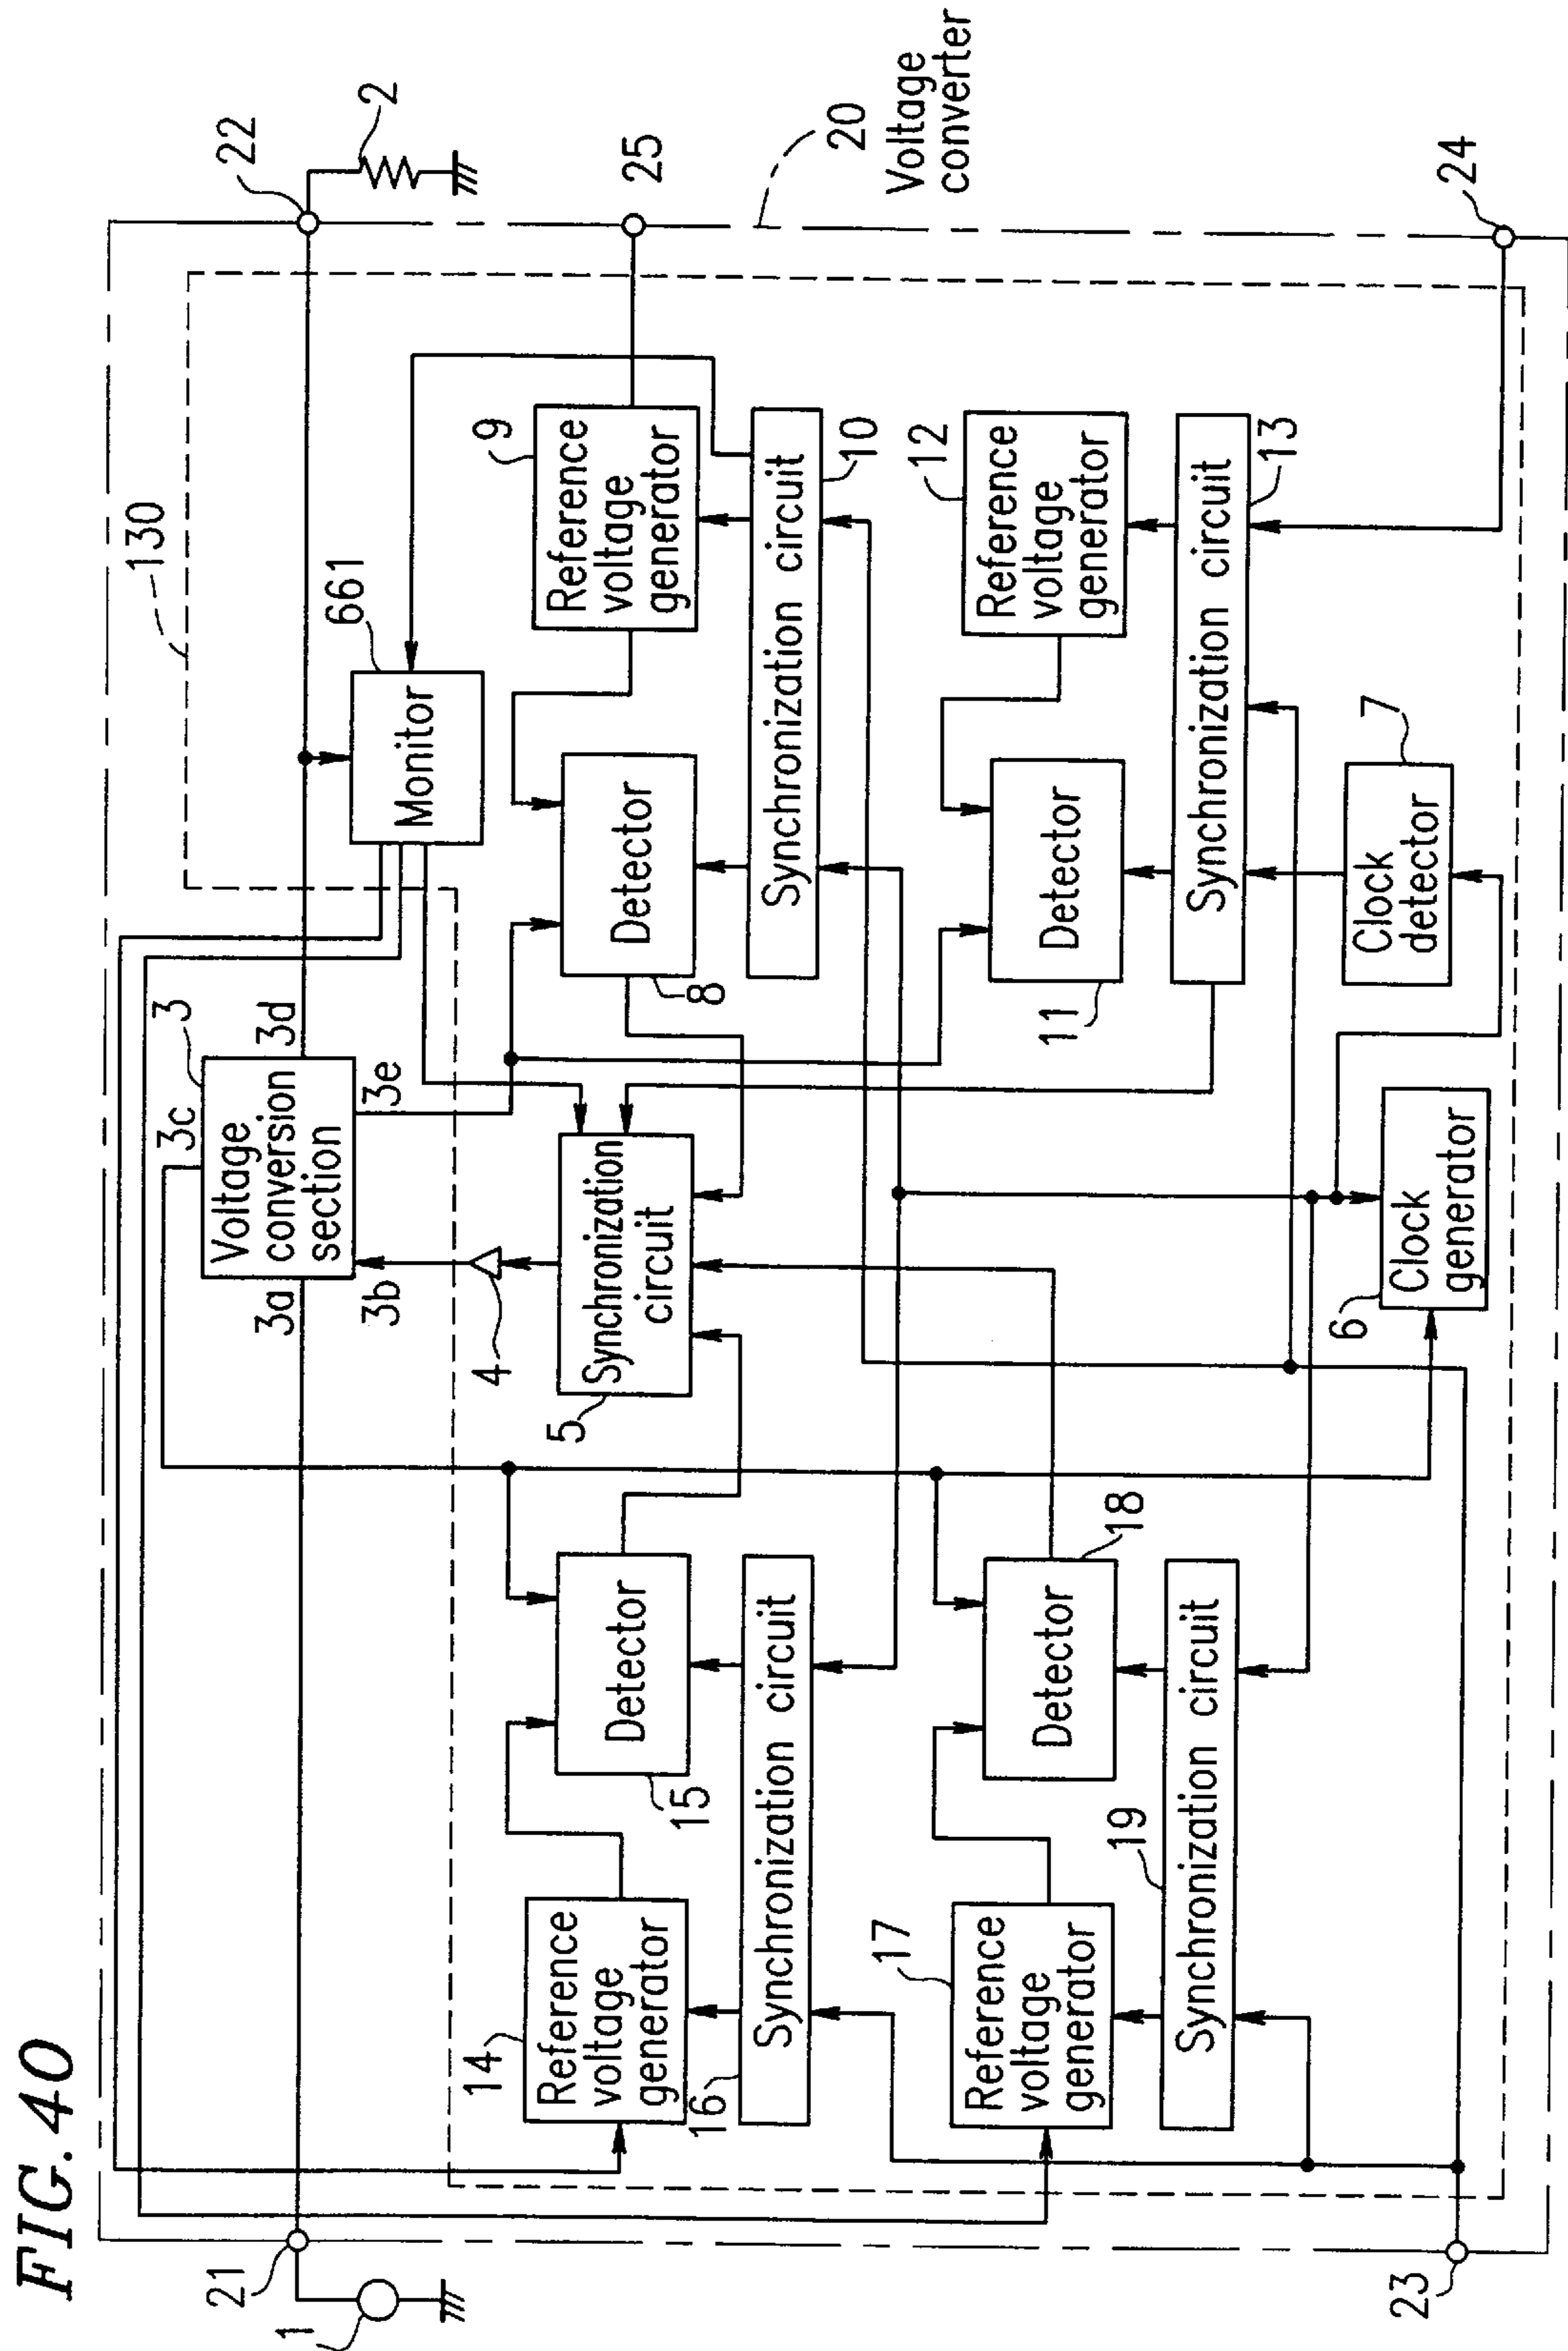 FIG. 40
1
21
22
2
3c
3
Voltage
conversion
section
3a
3d
3b
3e
130
661
Monitor
4
5
Synchronization
circuit
14
Reference
voltage
generator
15
Detector
16
Synchronization circuit
8
Detector
9
Reference
voltage
generator
10
Synchronization circuit
25
20
Voltage
converter
17
Reference
voltage
generator
18
Detector
19
Synchronization circuit
11
Detector
12
Reference
voltage
generator
13
Synchronization circuit
6
Clock
generator
7
Clock
detector
23
24